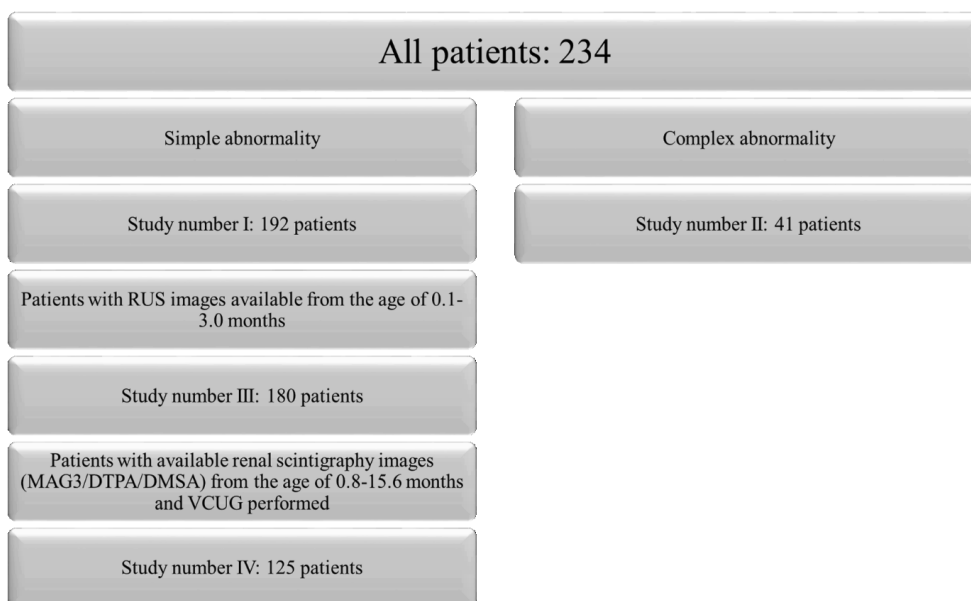 All patients: 234
Simple abnormality
Complex abnormality
Study number I: 192 patients
Study number II: 41 patients
Patients with RUS images available from the age of 0.1-
3.0 months
Study number III: 180 patients
Patients with available renal scintigraphy images
(MAG3/DTPA/DMSA) from the age of 0.8-15.6 months
and VCUG performed
Study number IV: 125 patients